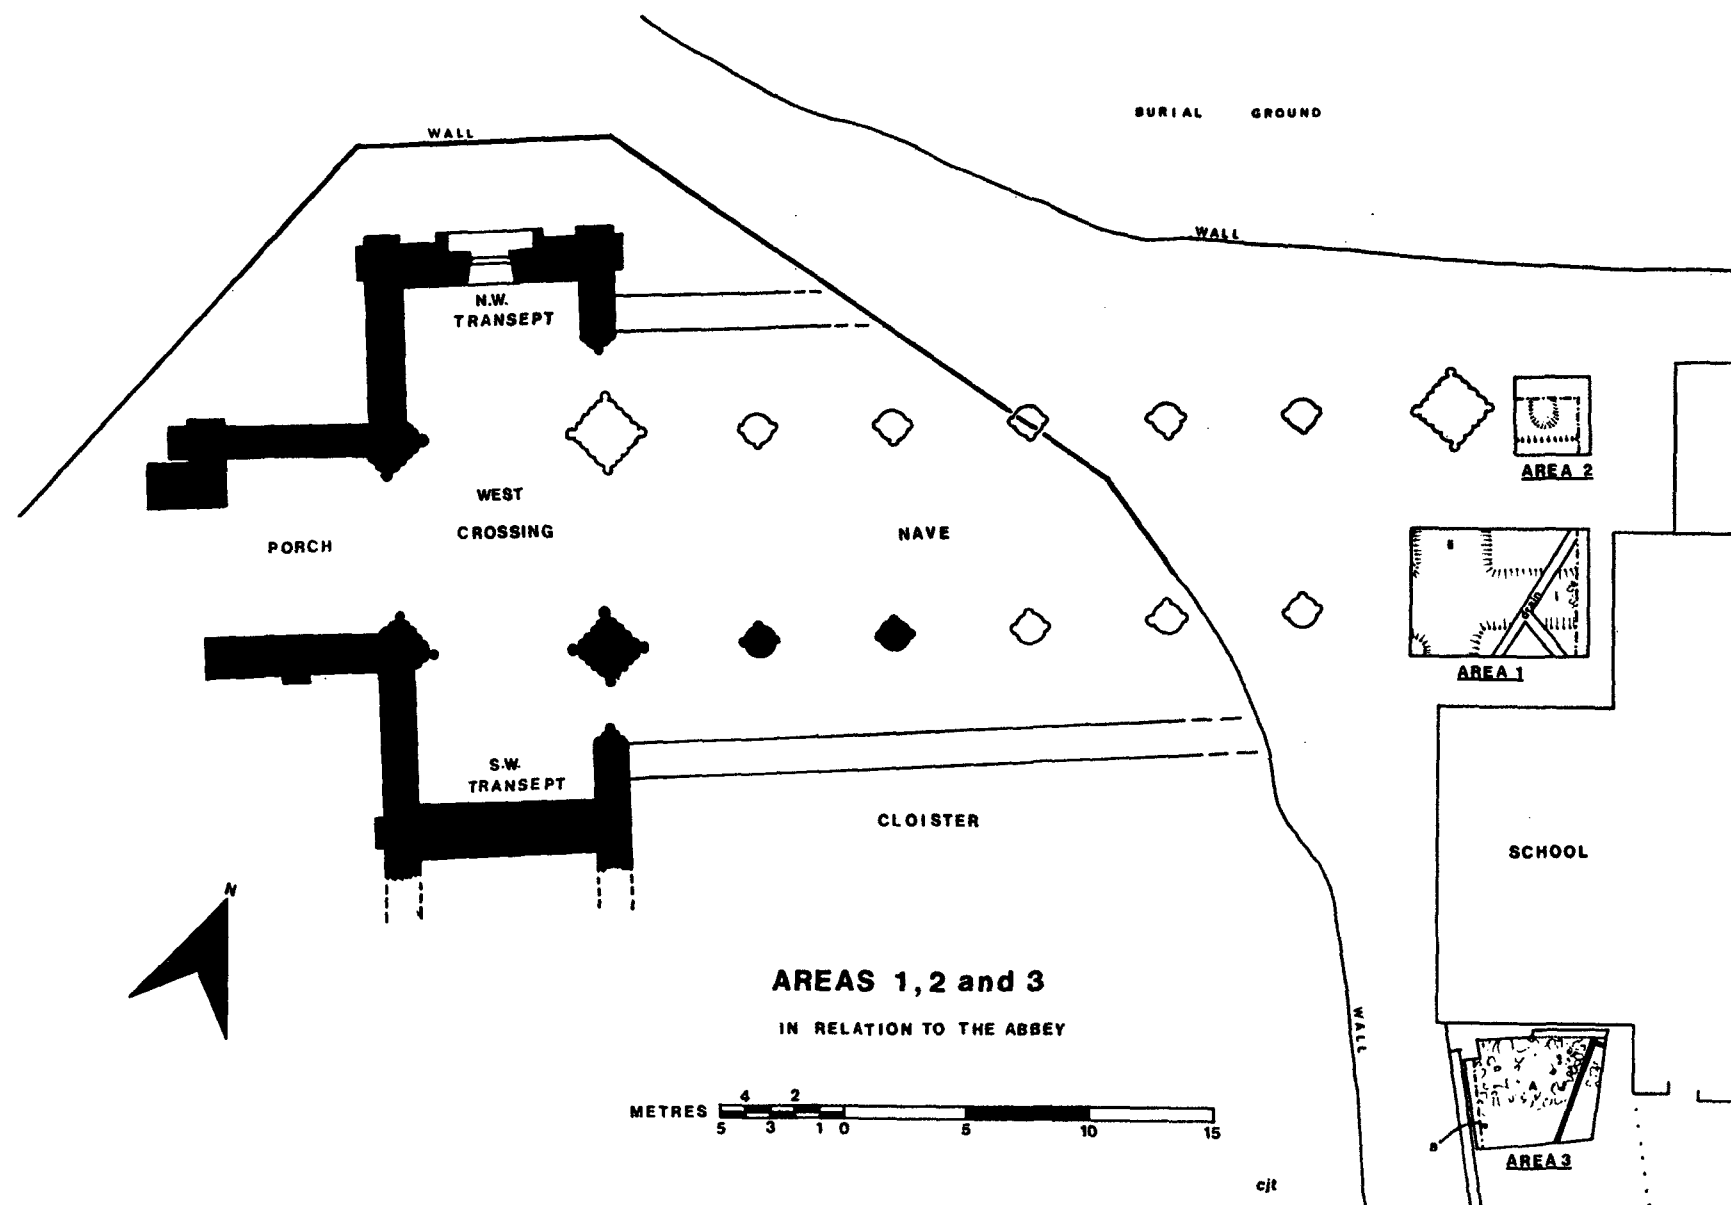 BURIAL GROUND
WALL
WALL
N.W.
TRANSEPT
AREA 2
WEST
CROSSING
PORCH
NAVE
ii
i
drain
AREA 1
S.W.
TRANSEPT
CLOISTER
SCHOOL
N
AREAS 1, 2 and 3
IN RELATION TO THE ABBEY
WALL
A
B
AREA 3
4 2
METRES
5 3 1 0 5 10 15
cjt